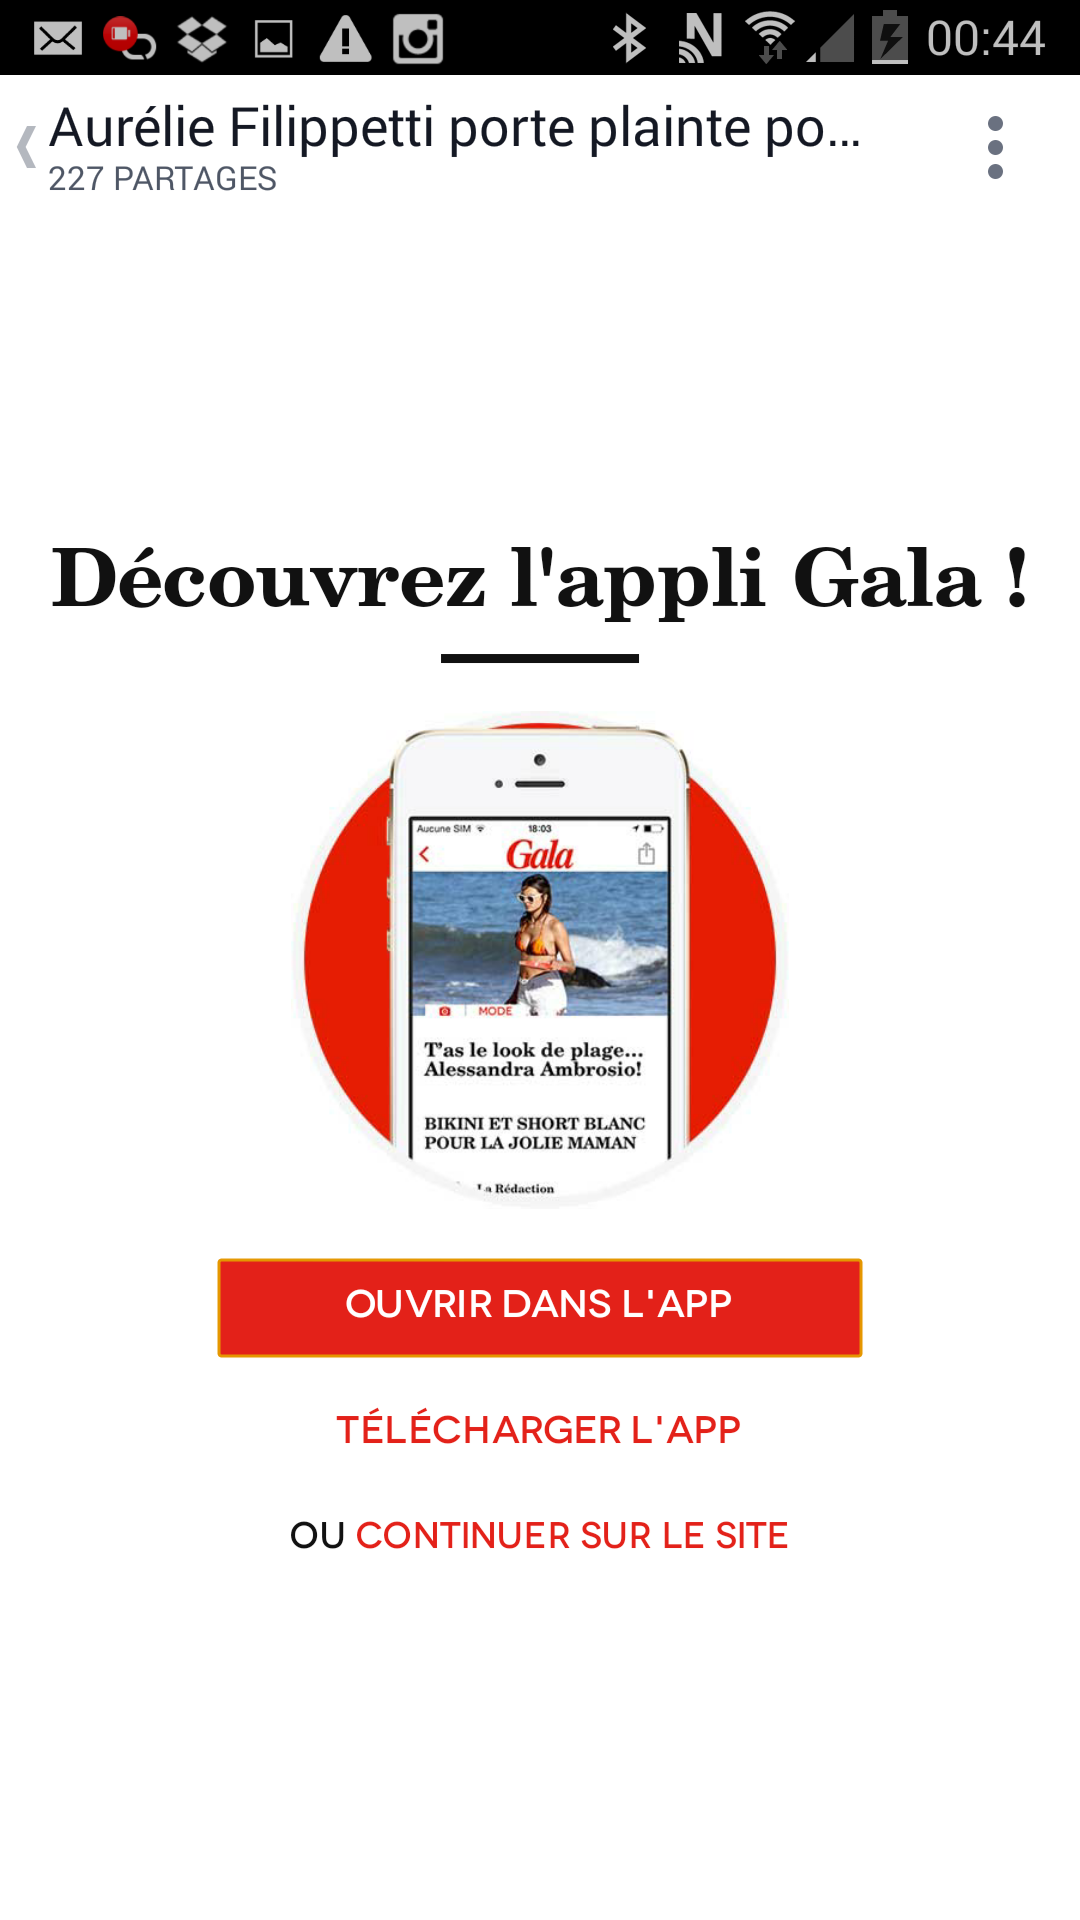 00:44
Aurélie Filippetti porte plainte po...
227 PARTAGES
Découvrez l'appli Gala !
Aucune SIM 18:03
Gala
MODE
T'as le look de plage...
Alessandra Ambrosio!
BIKINI ET SHORT BLANC
POUR LA JOLIE MAMAN
La Rédaction
OUVRIR DANS L'APP
TÉLÉCHARGER L'APP
OU CONTINUER SUR LE SITE